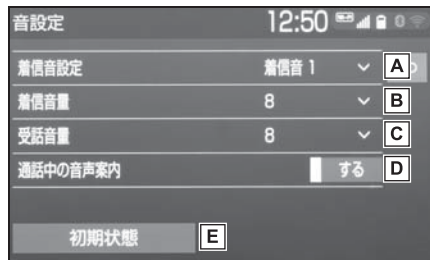 音設定 12:50
着信音設定 着信音 1 A
着信音量 8 B
受話音量 8 C
通話中の音声案内 する D
初期状態 E